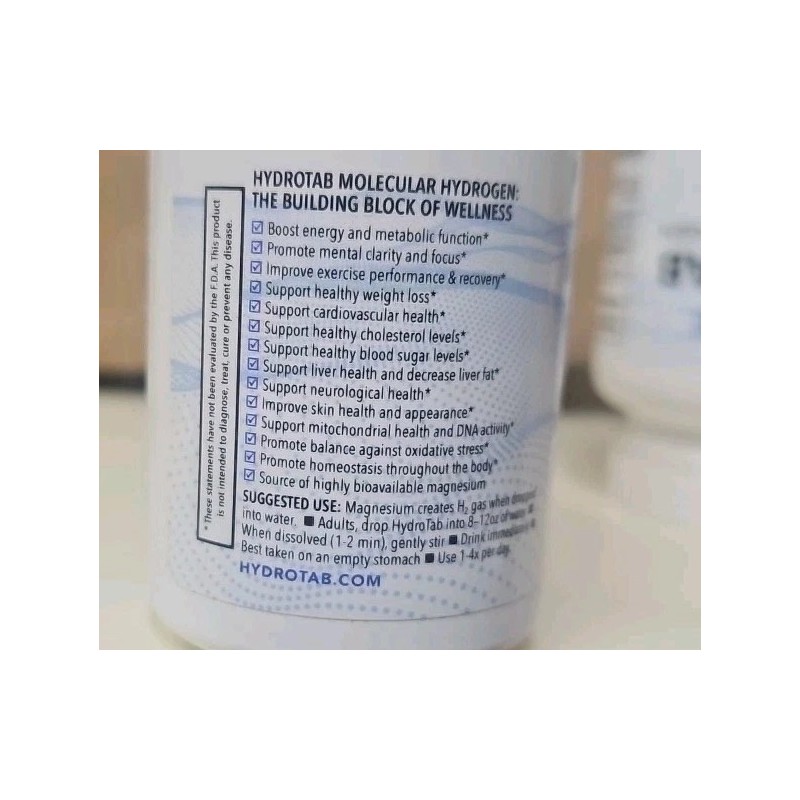 HYDROTAB MOLECULAR HYDROGEN:
THE BUILDING BLOCK OF WELLNESS
Boost energy and metabolic function*
Promote mental clarity and focus*
Improve exercise performance & recovery*
Support healthy weight loss*
Support cardiovascular health*
Support healthy cholesterol levels*
Support healthy blood sugar levels*
Support liver health and decrease liver fat*
Support neurological health*
Improve skin health and appearance*
Support mitochondrial health and DNA activity*
Promote balance against oxidative stress*
Promote homeostasis throughout the body*
Source of highly bioavailable magnesium
SUGGESTED USE: Magnesium creates H₂ gas when dropped
into water. ■ Adults, drop HydroTab into 8-12oz of water. ■
When dissolved (1-2 min), gently stir ■ Drink immediately ■
Best taken on an empty stomach ■ Use 1-4x per day.
HYDROTAB.COM
* These statements have not been evaluated by the F.D.A. This product
is not intended to diagnose, treat, cure or prevent any disease.